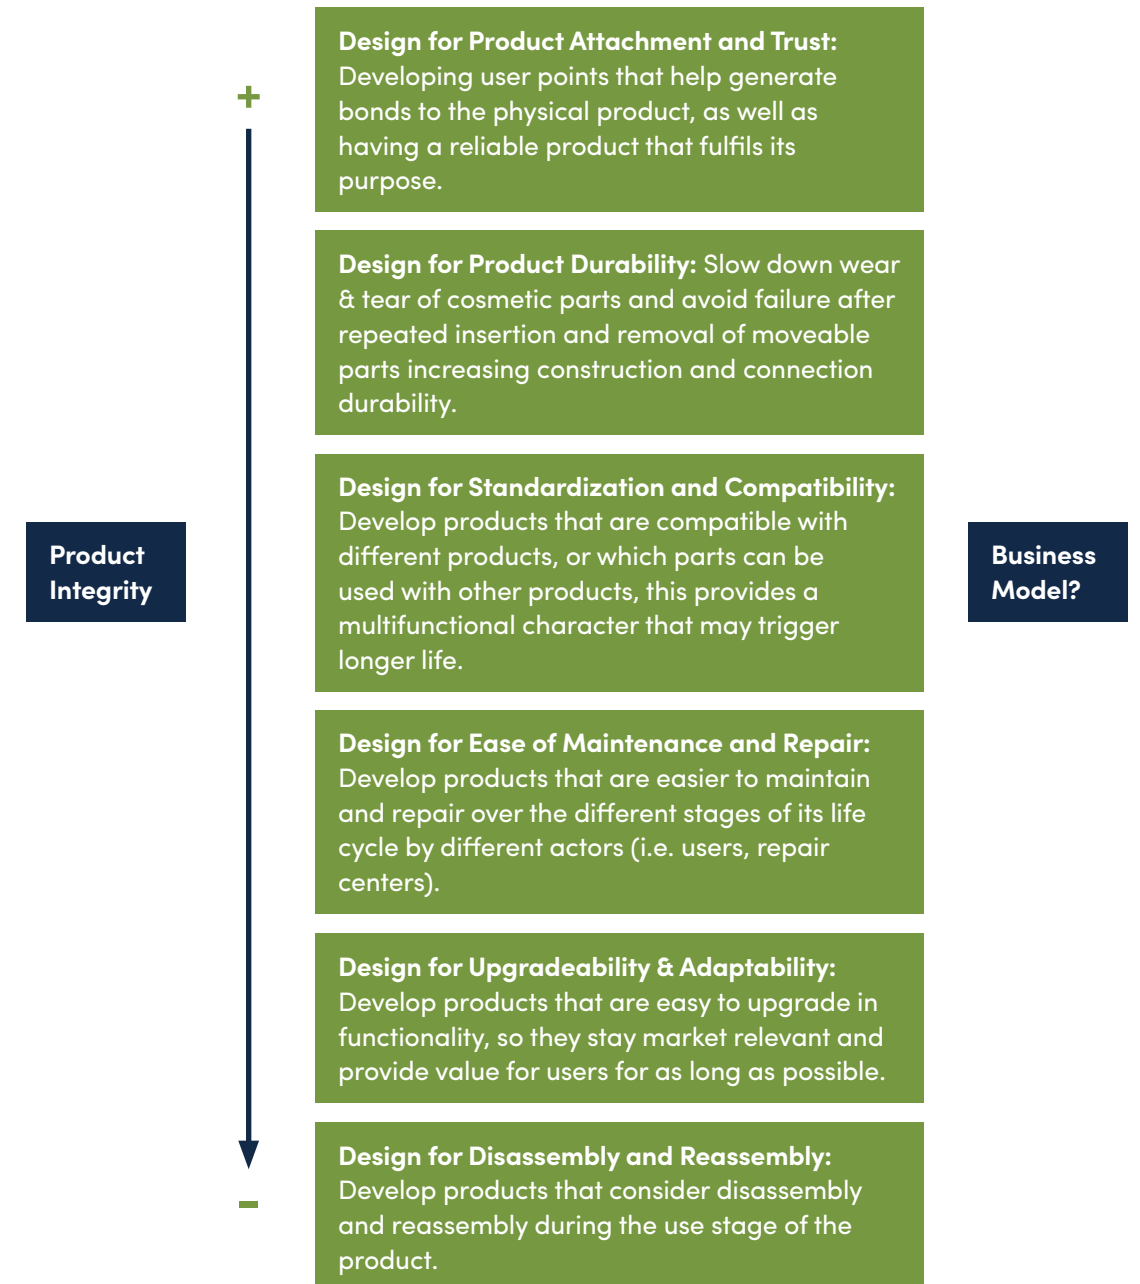 +
Design for Product Attachment and Trust:
Developing user points that help generate
bonds to the physical product, as well as
having a reliable product that fulfils its
purpose.
Design for Product Durability: Slow down wear
& tear of cosmetic parts and avoid failure after
repeated insertion and removal of moveable
parts increasing construction and connection
durability.
Design for Standardization and Compatibility:
Develop products that are compatible with
different products, or which parts can be
used with other products, this provides a
multifunctional character that may trigger
longer life.
Product
Integrity
Business
Model?
Design for Ease of Maintenance and Repair:
Develop products that are easier to maintain
and repair over the different stages of its life
cycle by different actors (i.e. users, repair
centers).
Design for Upgradeability & Adaptability:
Develop products that are easy to upgrade in
functionality, so they stay market relevant and
provide value for users for as long as possible.
Design for Disassembly and Reassembly:
Develop products that consider disassembly
and reassembly during the use stage of the
product.
-